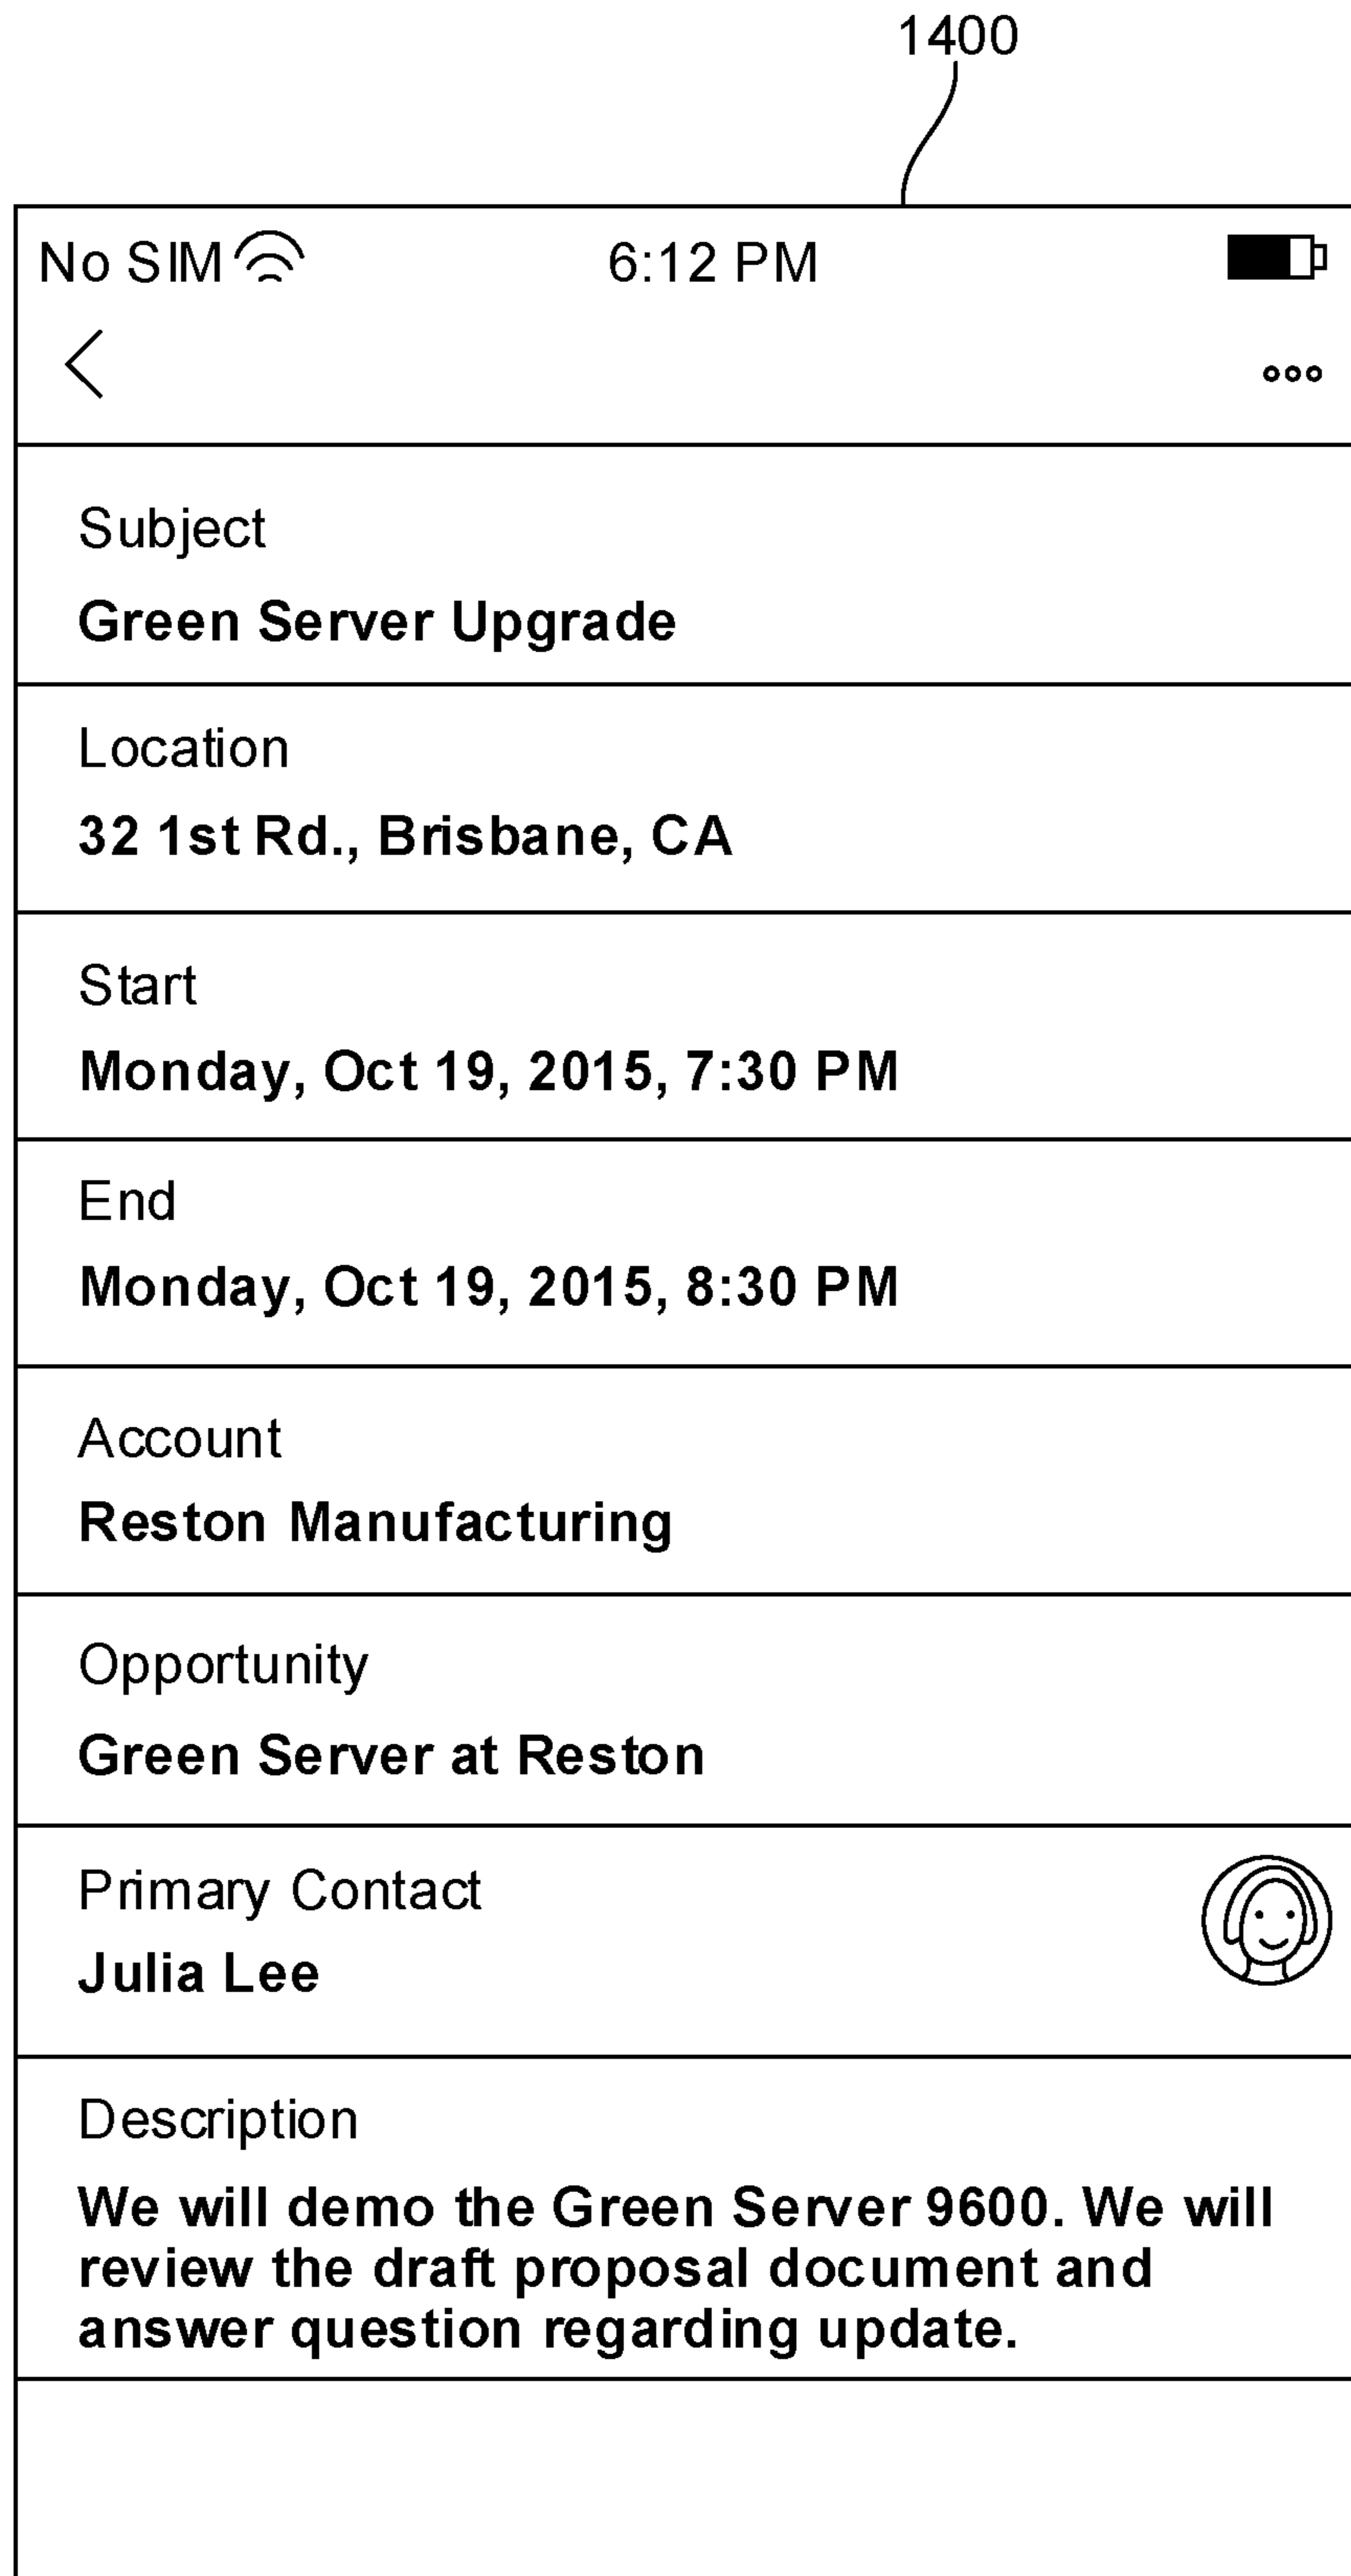 1400
No SIM 6:12 PM
Subject
Green Server Upgrade
Location
32 1st Rd., Brisbane, CA
Start
Monday, Oct 19, 2015, 7:30 PM
End
Monday, Oct 19, 2015, 8:30 PM
Account
Reston Manufacturing
Opportunity
Green Server at Reston
Primary Contact
Julia Lee
Description
We will demo the Green Server 9600. We will
review the draft proposal document and
answer question regarding update.